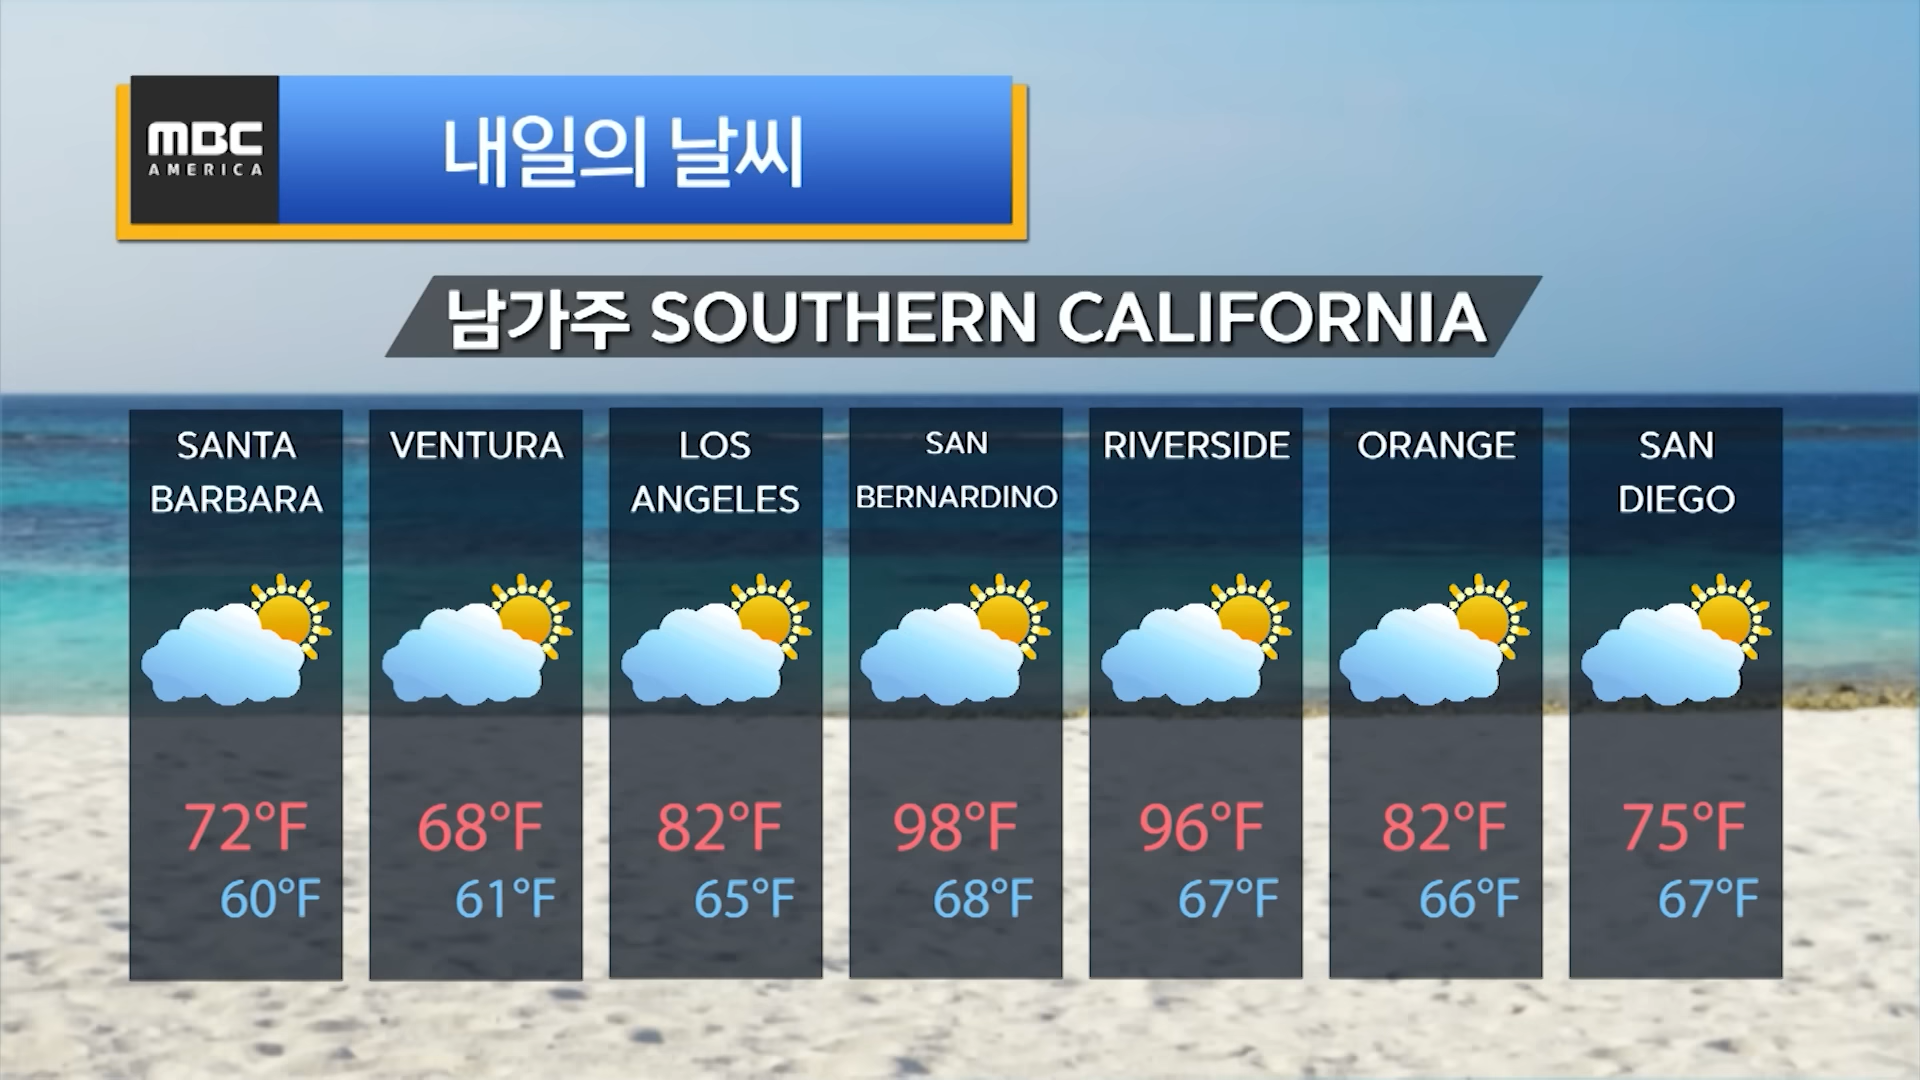 MBC
AMERICA
내일의 날씨
남가주 SOUTHERN CALIFORNIA
SANTA
BARBARA
72°F
60°F
VENTURA
68°F
61°F
LOS
ANGELES
82°F
65°F
SAN
BERNARDINO
98°F
68°F
RIVERSIDE
96°F
67°F
ORANGE
82°F
66°F
SAN
DIEGO
75°F
67°F